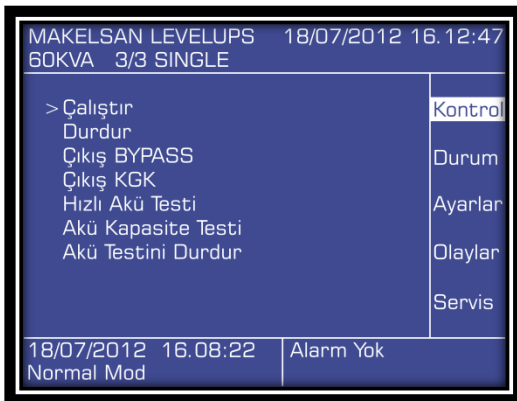 MAKELSAN LEVELUPS 18/07/2012 16.12:47
60KVA 3/3 SINGLE
>Çalıştır
Durdur
Çıkış BYPASS
Çıkış KGK
Hızlı Akü Testi
Akü Kapasite Testi
Akü Testini Durdur
Kontrol
Durum
Ayarlar
Olaylar
Servis
18/07/2012 16.08:22
Normal Mod
Alarm Yok